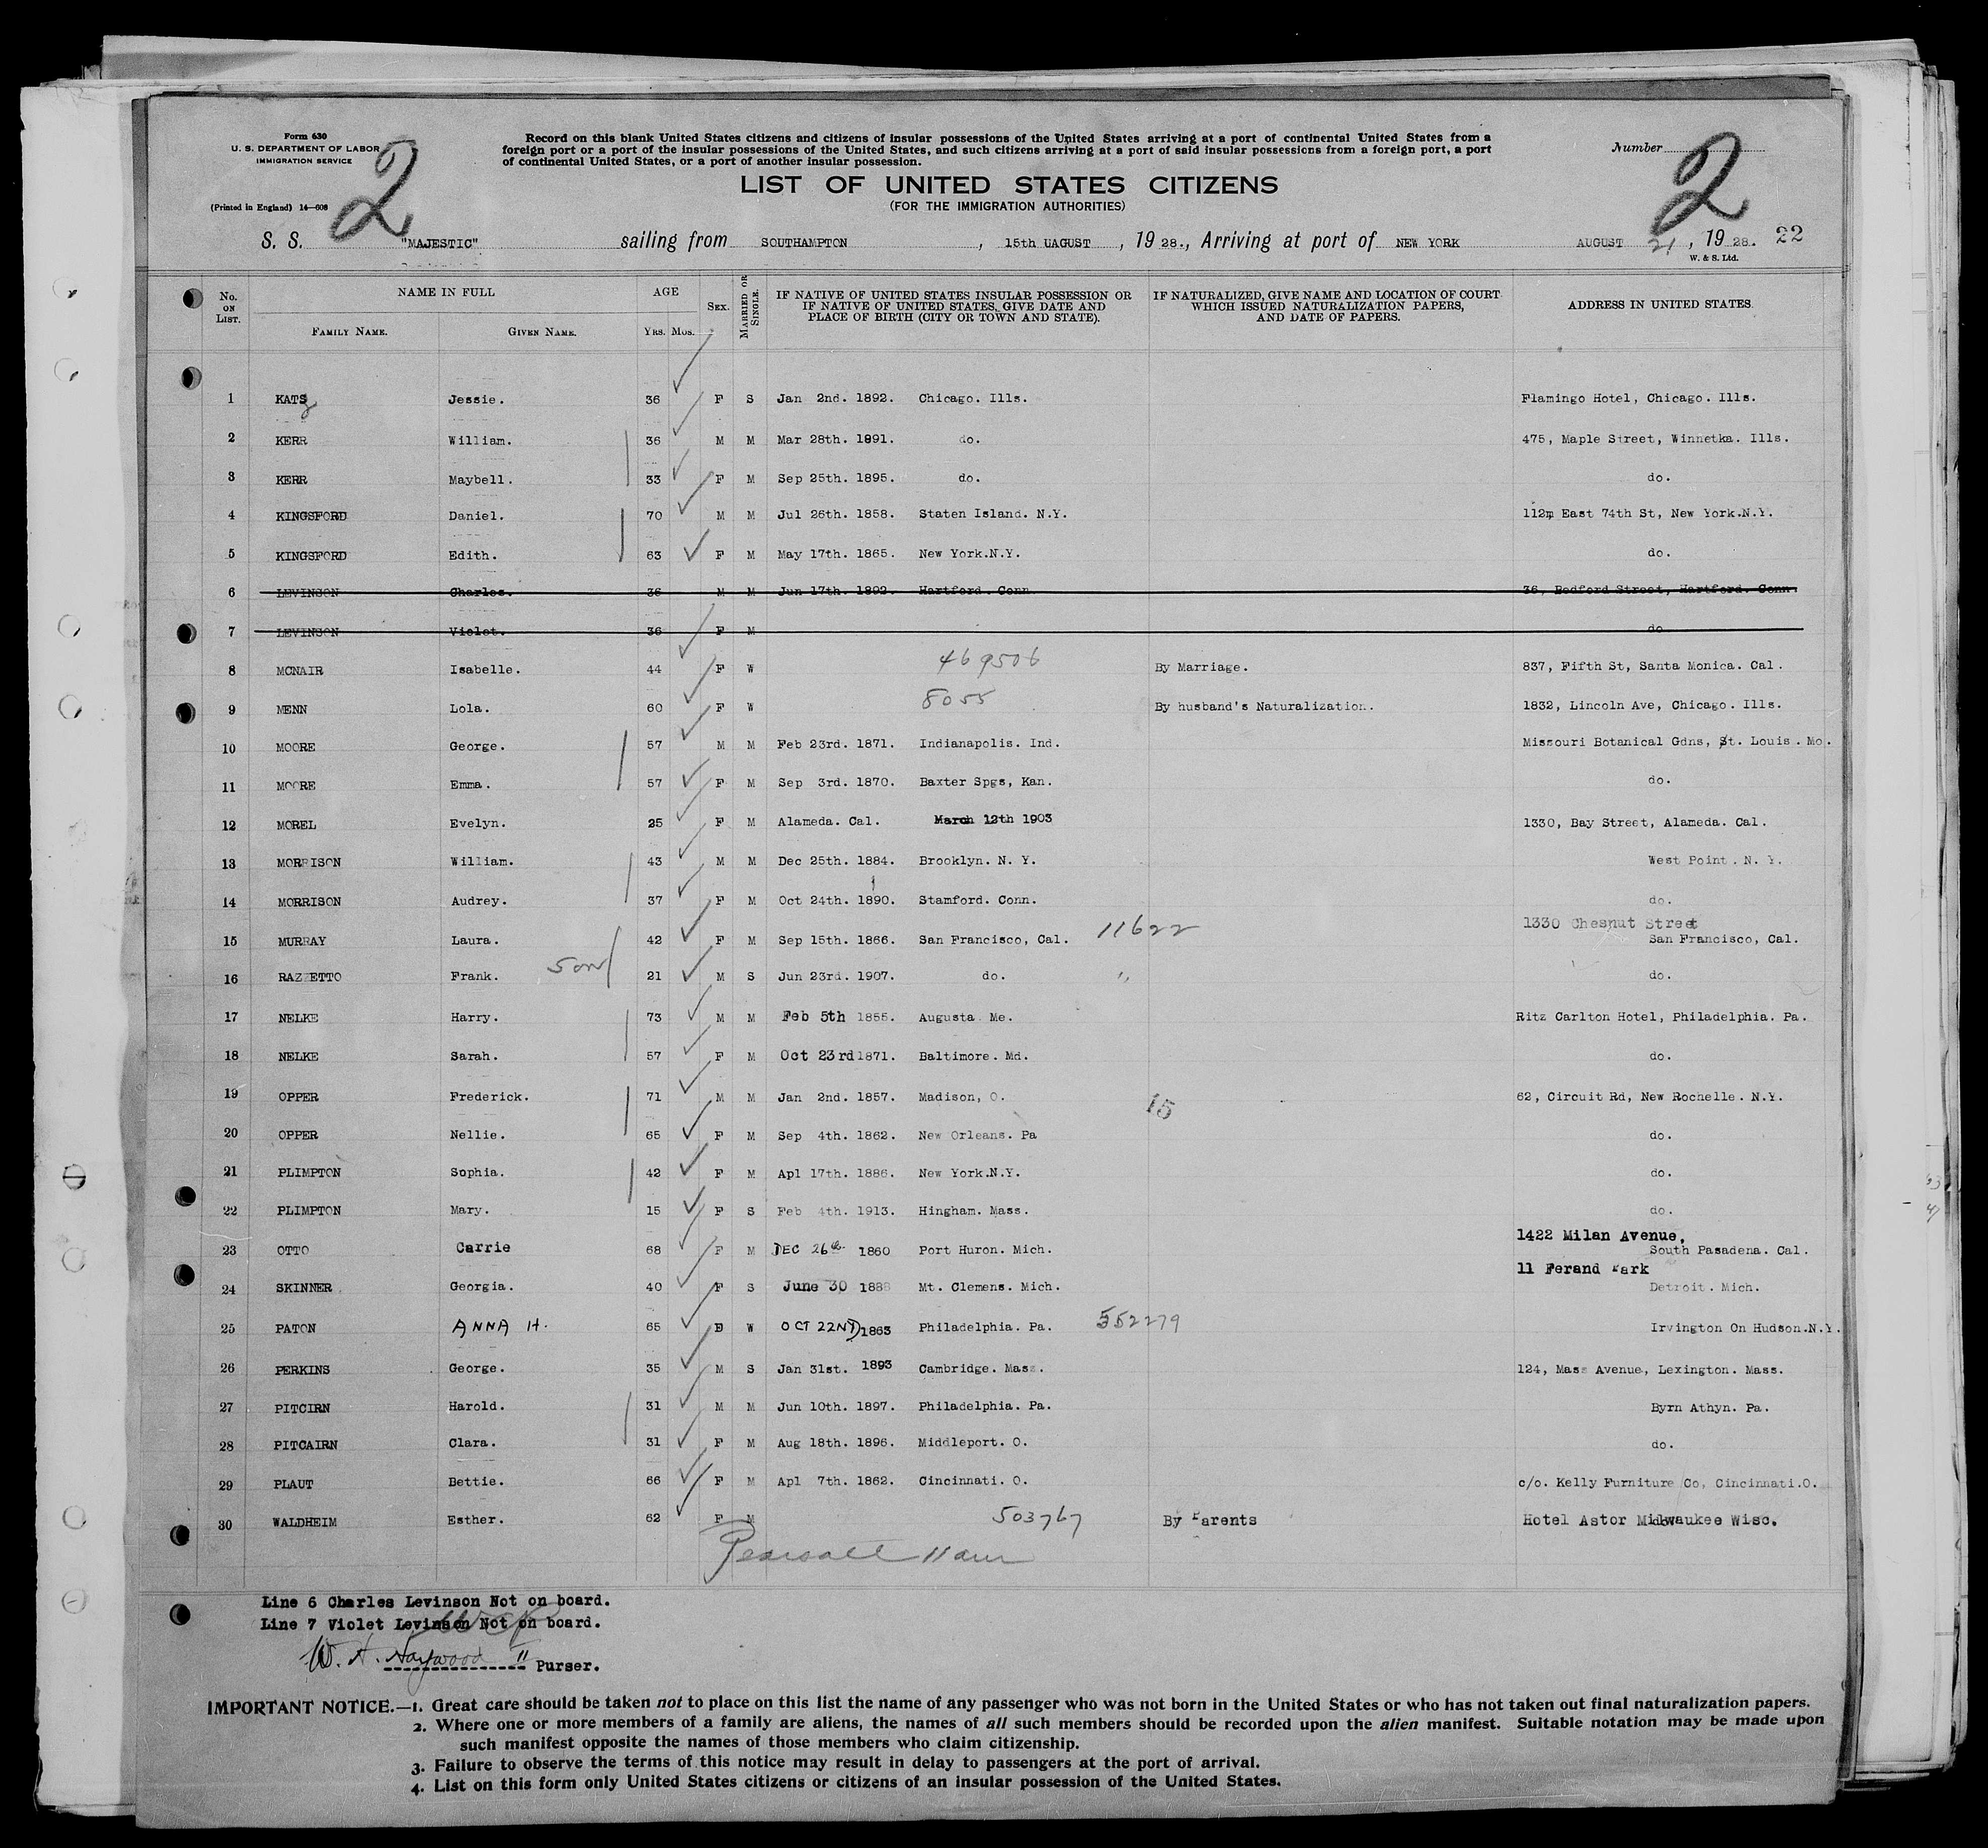 Form 630
U. S. DEPARTMENT OF LABOR
IMMIGRATION SERVICE
(Printed in England) 14—608
2
Record on this blank United States citizens and citizens of insular possessions of the United States arriving at a port of continental United States from a
foreign port or a port of the insular possessions of the United States, and such citizens arriving at a port of said insular possessions from a foreign port, a port
of continental United States, or a port of another insular possession.
Number
2
LIST OF UNITED STATES CITIZENS
(FOR THE IMMIGRATION AUTHORITIES)
S. S. "MAJESTIC" sailing from SOUTHAMPTON, 15th UAGUST, 19 28., Arriving at port of NEW YORK AUGUST 21, 19 28. 22
W. & S. Ltd.
No. ON LIST. NAME IN FULL FAMILY NAME. GIVEN NAME. AGE YRS. MOS. SEX. MARRIED OR SINGLE. IF NATIVE OF UNITED STATES INSULAR POSSESSION OR IF NATIVE OF UNITED STATES, GIVE DATE AND PLACE OF BIRTH (CITY OR TOWN AND STATE). IF NATURALIZED, GIVE NAME AND LOCATION OF COURT WHICH ISSUED NATURALIZATION PAPERS, AND DATE OF PAPERS. ADDRESS IN UNITED STATES.
1 KATS z Jessie. 36 F S Jan 2nd. 1892. Chicago. Ills. Flamingo Hotel, Chicago. Ills.
2 KERR William. 36 M M Mar 28th. 1891. do. 475, Maple Street, Winnetka. Ills.
3 KERR Maybell. 33 F M Sep 25th. 1895. do. do.
4 KINGSFORD Daniel. 70 M M Jul 26th. 1858. Staten Island. N.Y. 112m East 74th St, New York.N.Y.
5 KINGSFORD Edith. 63 F M May 17th. 1865. New York.N.Y. do.
6 LEVINSON Charles. 36 M M Jun 17th. 1892. Hartford. Conn 36, Bedford Street, Hartford. Conn.
7 LEVINSON Violet. 36 F M do
8 MCNAIR Isabelle. 44 F W 469506 By Marriage. 837, Fifth St, Santa Monica. Cal.
9 MENN Lola. 60 F W 8055 By husband's Naturalization. 1832, Lincoln Ave, Chicago. Ills.
10 MOORE George. 57 M M Feb 23rd. 1871. Indianapolis. Ind. Missouri Botanical Gdns, St. Louis. Mo.
11 MOORE Emma. 57 F M Sep 3rd. 1870. Baxter Spgs, Kan. do.
12 MOREL Evelyn. 25 F M Alameda. Cal. March 12th 1903 1330, Bay Street, Alameda. Cal.
13 MORRISON William. 43 M M Dec 25th. 1884. Brooklyn. N. Y. West Point. N. Y.
14 MORRISON Audrey. 37 F M Oct 24th. 1890. Stamford. Conn. do.
1330 Chesnut Street
15 MURRAY Laura. 42 F M Sep 15th. 1866. San Francisco, Cal. 11622 San Francisco, Cal.
16 RAZZETTO Frank. Son 21 M S Jun 23rd. 1907. do. " do.
17 NELKE Harry. 73 M M Feb 5th 1855. Augusta Me. Ritz Carlton Hotel, Philadelphia. Pa.
18 NELKE Sarah. 57 F M Oct 23rd 1871. Baltimore. Md. do.
19 OPPER Frederick. 71 M M Jan 2nd. 1857. Madison, O. 15 62, Circuit Rd, New Rochelle. N.Y.
20 OPPER Nellie. 65 F M Sep 4th. 1862. New Orleans. Pa do.
21 PLIMPTON Sophia. 42 F M Apl 17th. 1886. New York.N.Y. do.
22 PLIMPTON Mary. 15 F S Feb 4th. 1913. Hingham. Mass. do.
1422 Milan Avenue,
23 OTTO Carrie 68 F M DEC 26th 1860 Port Huron. Mich. South Pasadena. Cal.
11 Ferand Park
24 SKINNER. Georgia. 40 F S June 30 1888 Mt. Clemens. Mich. Detroit. Mich.
25 PATON ANNA H. 65 W OCT 22ND 1863 Philadelphia. Pa. 552279 Irvington On Hudson.N.Y.
26 PERKINS George. 35 M S Jan 31st. 1893 Cambridge. Mass. 124, Mass Avenue, Lexington. Mass.
27 PITCIRN Harold. 31 M M Jun 10th. 1897. Philadelphia. Pa. Byrn Athyn. Pa.
28 PITCAIRN Clara. 31 F M Aug 18th. 1896. Middleport. O. do.
29 PLAUT Bettie. 66 F M Apl 7th. 1862. Cincinnati. O. c/o. Kelly Furniture Co, Cincinnati.O.
30 WALDHEIM Esther. 62 F M 503767 By Parents Hotel Astor Milwaukee Wisc.
Line 6 Charles Levinson Not on board.
Line 7 Violet Levinson Not on board.
W. H. Haywood Purser.
IMPORTANT NOTICE.—1. Great care should be taken not to place on this list the name of any passenger who was not born in the United States or who has not taken out final naturalization papers.
2. Where one or more members of a family are aliens, the names of all such members should be recorded upon the alien manifest. Suitable notation may be made upon
such manifest opposite the names of those members who claim citizenship.
3. Failure to observe the terms of this notice may result in delay to passengers at the port of arrival.
4. List on this form only United States citizens or citizens of an insular possession of the United States.